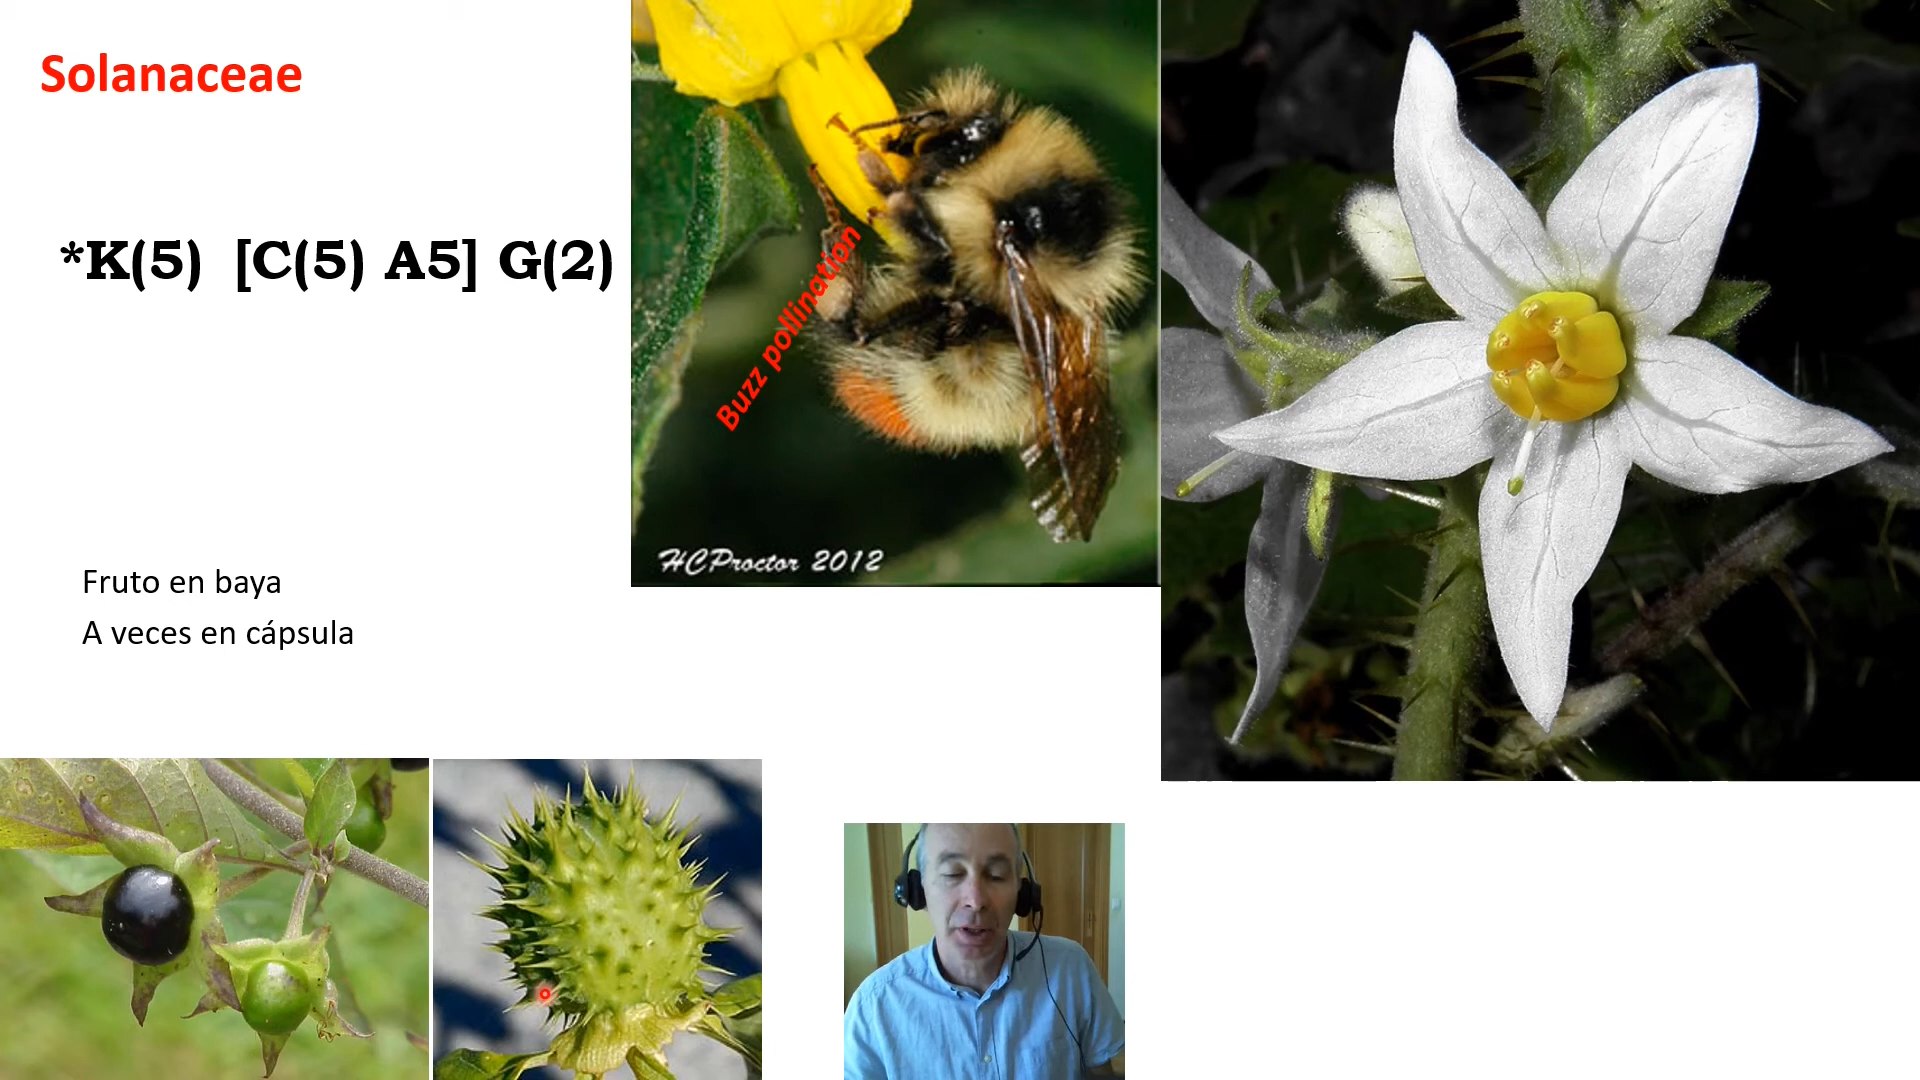 Solanaceae
*K(5) [C(5) A5] G(2)
Buzz pollination
HCProctor 2012
Fruto en baya
A veces en cápsula